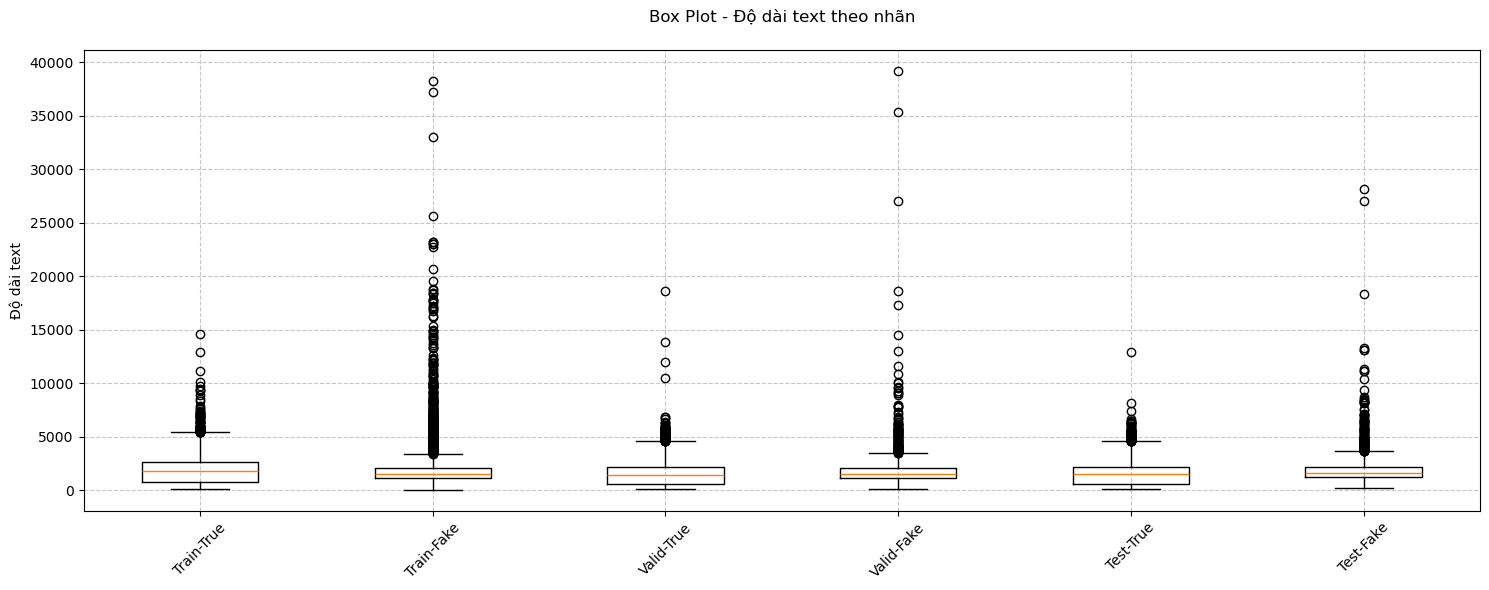 Box Plot - Độ dài text theo nhãn
Độ dài text
40000
35000
30000
25000
20000
15000
10000
5000
0
Train-True
Train-Fake
Valid-True
Valid-Fake
Test-True
Test-Fake